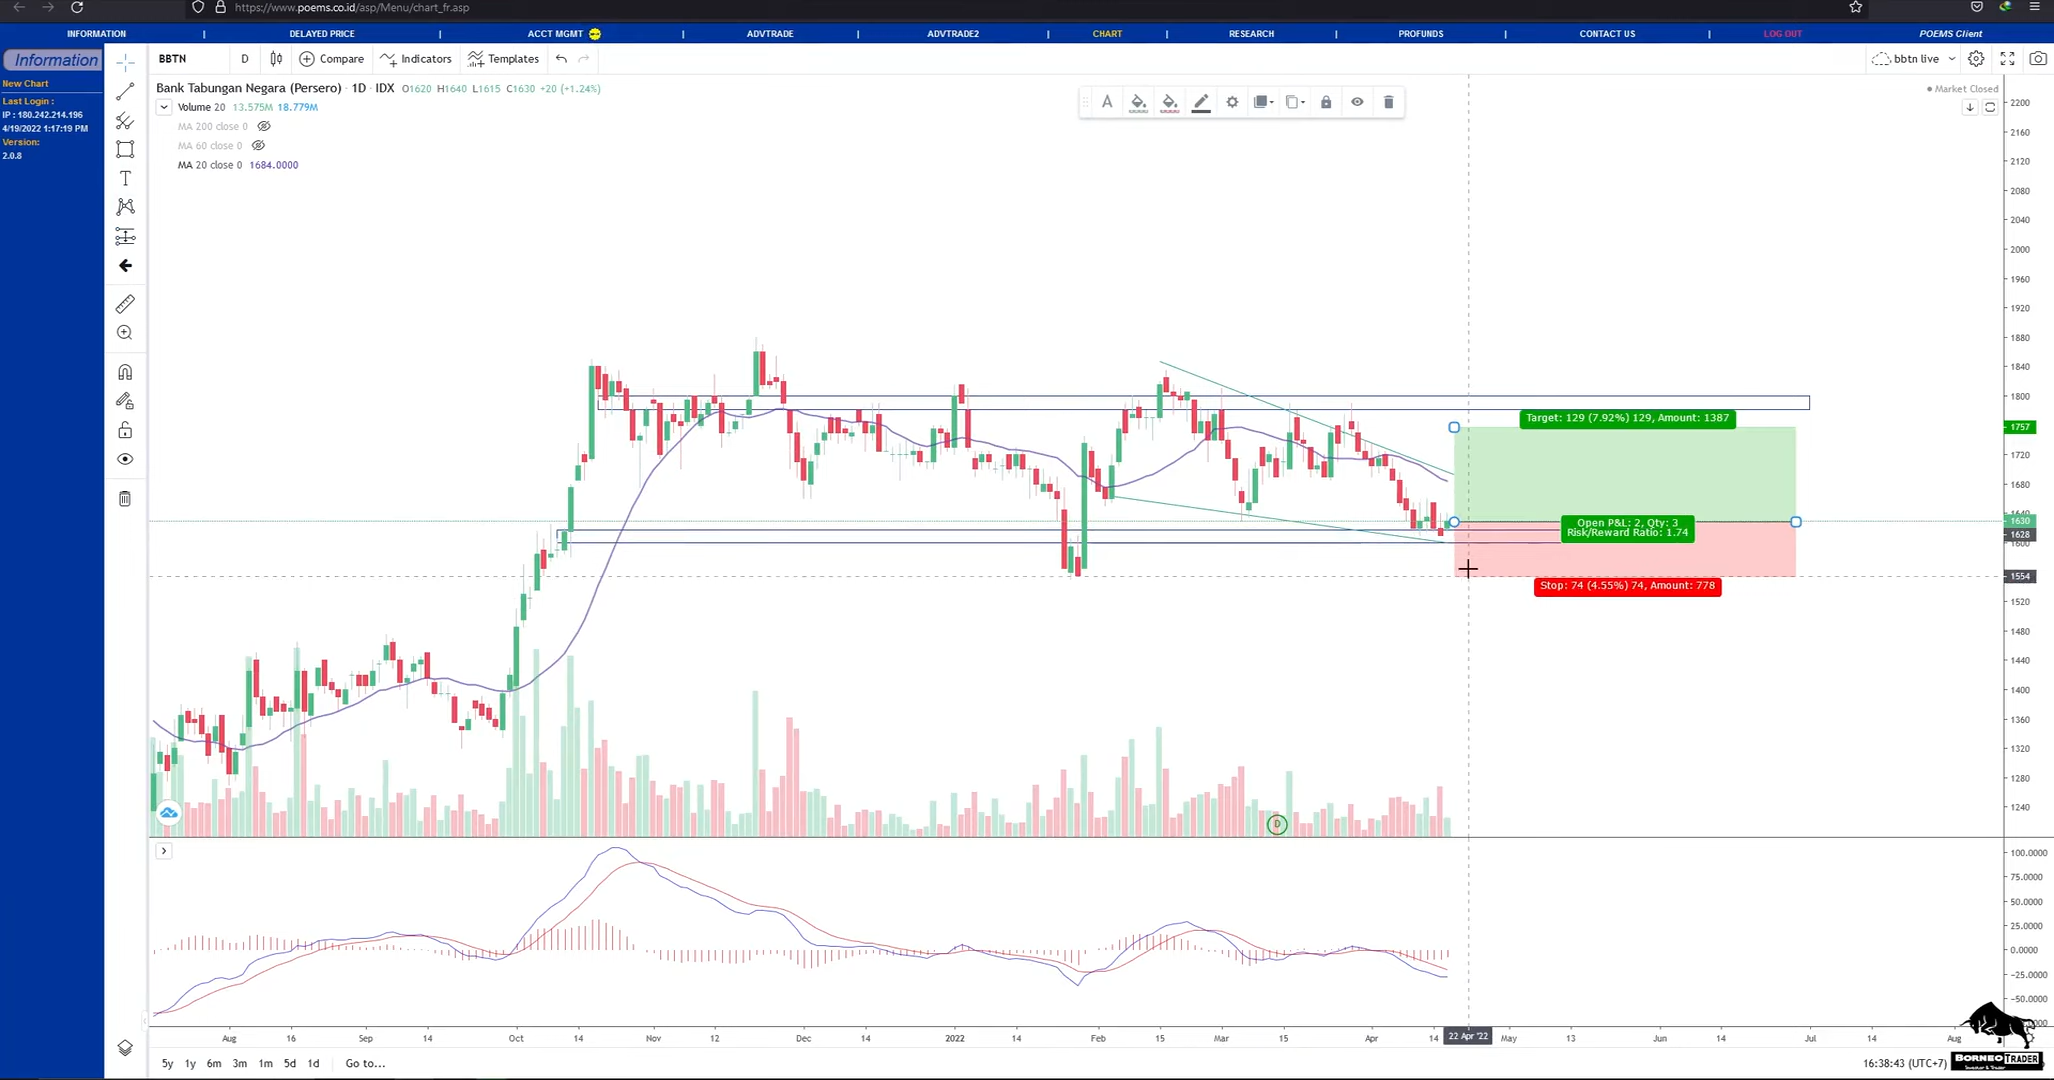 https://www.poems.co.id/asp/Menu/chart_fr.asp
INFORMATION | DELAYED PRICE | ACCT MGMT | ADVTRADE | ADVTRADE2 | CHART | RESEARCH | PROFUNDS | CONTACT US | LOG OUT POEMS Client
Information
New Chart
Last Login :
IP : 180.242.214.196
4/19/2022 1:17:19 PM
Version:
2.0.8
BBTN D Compare Indicators Templates bbtn live
Bank Tabungan Negara (Persero) · 1D · IDX O1620 H1640 L1615 C1630 +20 (+1.24%)
Market Closed
Volume 20 13.575M 18.779M
MA 200 close 0
MA 60 close 0
MA 20 close 0 1684.0000
A
T
2200
2160
2120
2080
2040
2000
1960
1920
1880
1840
1800
1757
1720
1680
1640
1630
1628
1600
1554
1520
1480
1440
1400
1360
1320
1280
1240
Target: 129 (7.92%) 129, Amount: 1387
Open P&L: 2, Qty: 3
Risk/Reward Ratio: 1.74
Stop: 74 (4.55%) 74, Amount: 778
D
100.0000
75.0000
50.0000
25.0000
0.0000
−25.0000
−50.0000
Aug 16 Sep 14 Oct 14 Nov 12 Dec 14 2022 14 Feb 15 Mar 15 Apr 14 22 Apr '22 May 13 Jun 14 Jul 14 Aug
5y 1y 6m 3m 1m 5d 1d Go to...
16:38:43 (UTC+7)
BORNEO TRADER
Investor & Trader